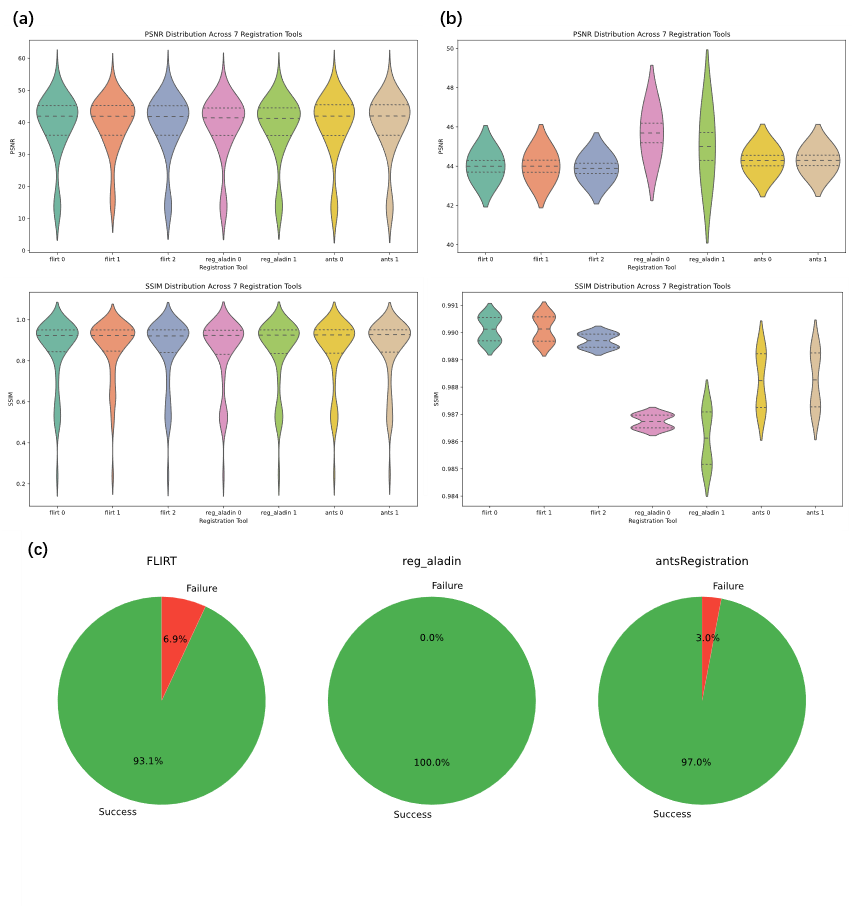 (a)
PSNR Distribution Across 7 Registration Tools
60
50
40
30
20
10
0
PSNR
flirt 0 flirt 1 flirt 2 reg_aladin 0 reg_aladin 1 ants 0 ants 1
Registration Tool
SSIM Distribution Across 7 Registration Tools
1.0
0.8
0.6
0.4
0.2
SSIM
flirt 0 flirt 1 flirt 2 reg_aladin 0 reg_aladin 1 ants 0 ants 1
Registration Tool
(b)
PSNR Distribution Across 7 Registration Tools
50
48
46
44
42
40
PSNR
flirt 0 flirt 1 flirt 2 reg_aladin 0 reg_aladin 1 ants 0 ants 1
Registration Tool
SSIM Distribution Across 7 Registration Tools
0.991
0.990
0.989
0.988
0.987
0.986
0.985
0.984
SSIM
flirt 0 flirt 1 flirt 2 reg_aladin 0 reg_aladin 1 ants 0 ants 1
Registration Tool
(c)
FLIRT
Failure
6.9%
93.1%
Success
reg_aladin
Failure
0.0%
100.0%
Success
antsRegistration
Failure
3.0%
97.0%
Success